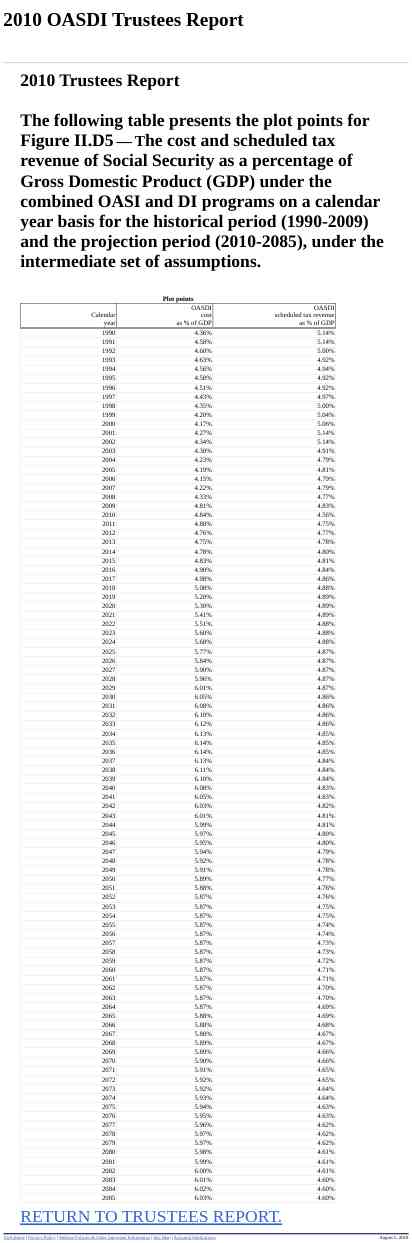 2010 OASDI Trustees Report
2010 Trustees Report
The following table presents the plot points for
Figure II.D5 — The cost and scheduled tax
revenue of Social Security as a percentage of
Gross Domestic Product (GDP) under the
combined OASI and DI programs on a calendar
year basis for the historical period (1990-2009)
and the projection period (2010-2085), under the
intermediate set of assumptions.
Plot points
Calendar year OASDI cost as % of GDP OASDI scheduled tax revenue as % of GDP
1990 4.36% 5.14%
1991 4.58% 5.14%
1992 4.60% 5.00%
1993 4.63% 4.92%
1994 4.56% 4.94%
1995 4.58% 4.92%
1996 4.51% 4.92%
1997 4.43% 4.97%
1998 4.35% 5.00%
1999 4.20% 5.04%
2000 4.17% 5.06%
2001 4.27% 5.14%
2002 4.34% 5.14%
2003 4.30% 4.91%
2004 4.23% 4.79%
2005 4.19% 4.81%
2006 4.15% 4.79%
2007 4.22% 4.79%
2008 4.33% 4.77%
2009 4.81% 4.83%
2010 4.84% 4.56%
2011 4.80% 4.75%
2012 4.76% 4.77%
2013 4.75% 4.78%
2014 4.78% 4.80%
2015 4.83% 4.81%
2016 4.90% 4.84%
2017 4.98% 4.86%
2018 5.08% 4.88%
2019 5.20% 4.89%
2020 5.30% 4.89%
2021 5.41% 4.89%
2022 5.51% 4.88%
2023 5.60% 4.88%
2024 5.68% 4.88%
2025 5.77% 4.87%
2026 5.84% 4.87%
2027 5.90% 4.87%
2028 5.96% 4.87%
2029 6.01% 4.87%
2030 6.05% 4.86%
2031 6.08% 4.86%
2032 6.10% 4.86%
2033 6.12% 4.86%
2034 6.13% 4.85%
2035 6.14% 4.85%
2036 6.14% 4.85%
2037 6.13% 4.84%
2038 6.11% 4.84%
2039 6.10% 4.84%
2040 6.08% 4.83%
2041 6.05% 4.83%
2042 6.03% 4.82%
2043 6.01% 4.81%
2044 5.99% 4.81%
2045 5.97% 4.80%
2046 5.95% 4.80%
2047 5.94% 4.79%
2048 5.92% 4.78%
2049 5.91% 4.78%
2050 5.89% 4.77%
2051 5.88% 4.76%
2052 5.87% 4.76%
2053 5.87% 4.75%
2054 5.87% 4.75%
2055 5.87% 4.74%
2056 5.87% 4.74%
2057 5.87% 4.73%
2058 5.87% 4.73%
2059 5.87% 4.72%
2060 5.87% 4.71%
2061 5.87% 4.71%
2062 5.87% 4.70%
2063 5.87% 4.70%
2064 5.87% 4.69%
2065 5.88% 4.69%
2066 5.88% 4.68%
2067 5.88% 4.67%
2068 5.89% 4.67%
2069 5.89% 4.66%
2070 5.90% 4.66%
2071 5.91% 4.65%
2072 5.92% 4.65%
2073 5.92% 4.64%
2074 5.93% 4.64%
2075 5.94% 4.63%
2076 5.95% 4.63%
2077 5.96% 4.62%
2078 5.97% 4.62%
2079 5.97% 4.62%
2080 5.98% 4.61%
2081 5.99% 4.61%
2082 6.00% 4.61%
2083 6.01% 4.60%
2084 6.02% 4.60%
2085 6.03% 4.60%
RETURN TO TRUSTEES REPORT.